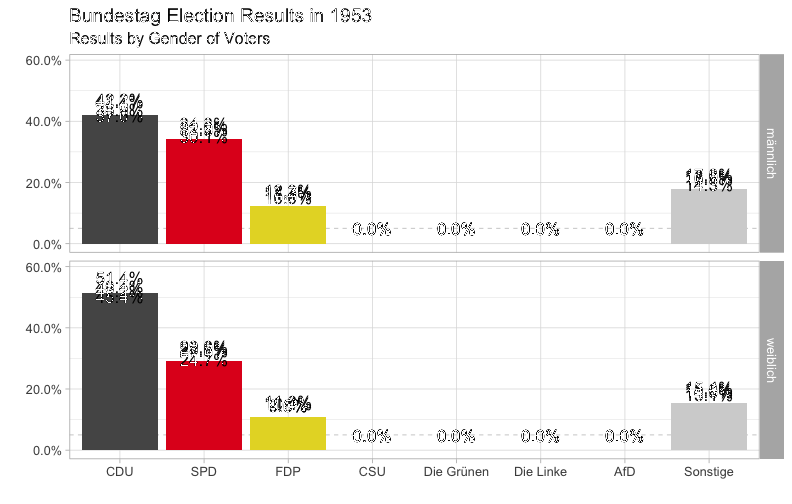 Bundestag Election Results in 1953
Results by Gender of Voters
60.0%
40.0%
20.0%
0.0%
0.0% 0.0% 0.0% 0.0%
männlich
60.0%
40.0%
20.0%
0.0%
51.4%
0.0% 0.0% 0.0% 0.0%
weiblich
CDU SPD FDP CSU Die Grünen Die Linke AfD Sonstige